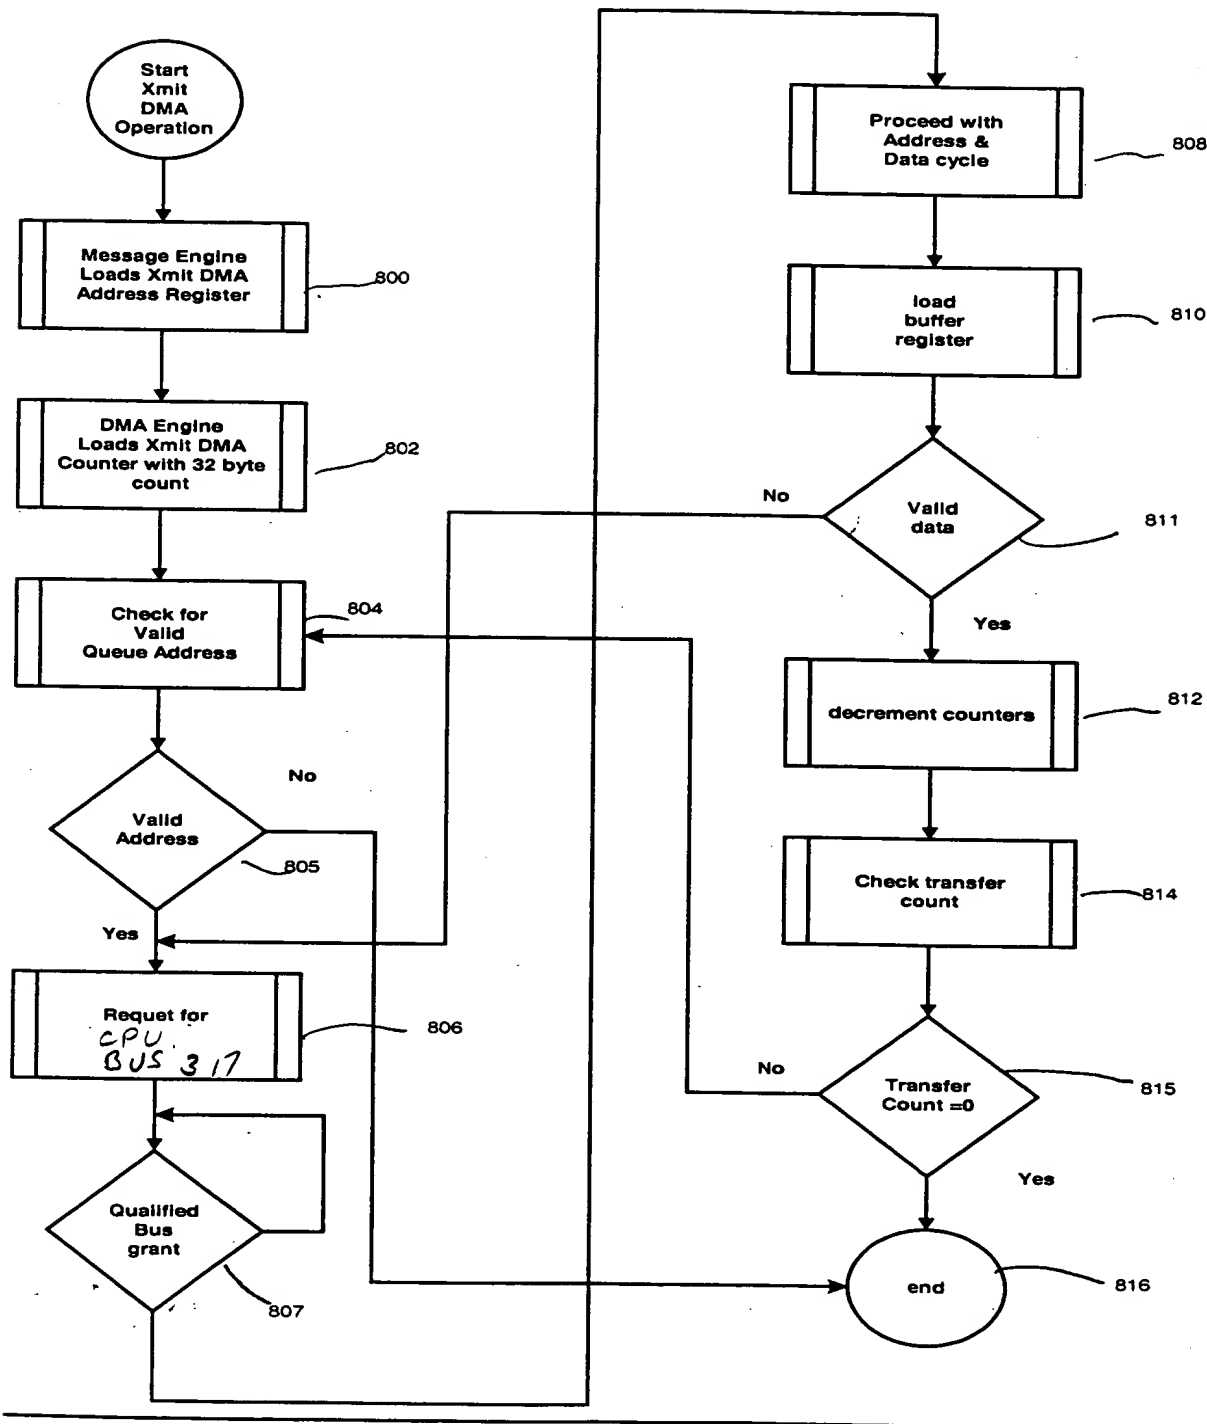 Start
Xmit
DMA
Operation
Message Engine
Loads Xmit DMA
Address Register
800
DMA Engine
Loads Xmit DMA
Counter with 32 byte
count
802
Check for
Valid
Queue Address
804
Valid
Address
No
805
Yes
Requet for
CPU
BUS 317
806
Qualified
Bus
grant
807
Proceed with
Address &
Data cycle
808
load
buffer
register
810
Valid
data
No
811
Yes
decrement counters
812
Check transfer
count
814
Transfer
Count =0
No
815
Yes
end
816